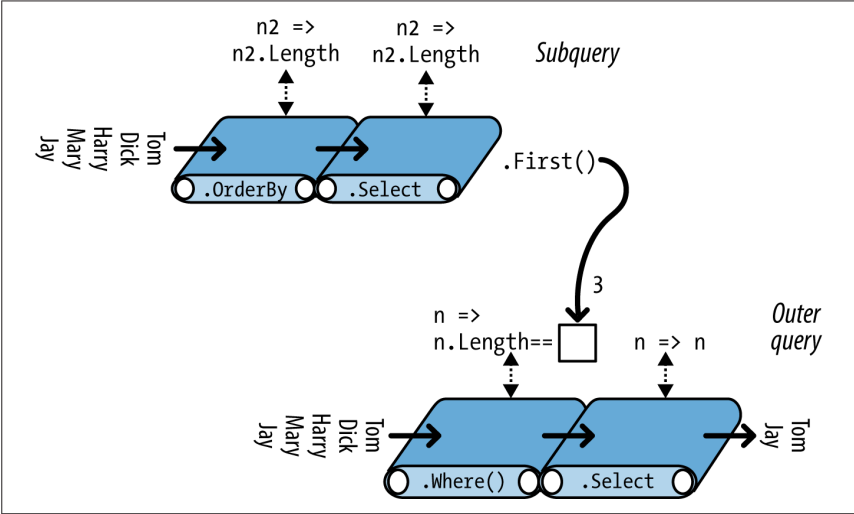 n2 =>
n2.Length
n2 =>
n2.Length
Subquery
Tom
Dick
Harry
Mary
Jay
.OrderBy
.Select
.First()
3
n =>
n.Length==
n => n
Outer
query
Tom
Dick
Harry
Mary
Jay
.Where()
.Select
Tom
Jay